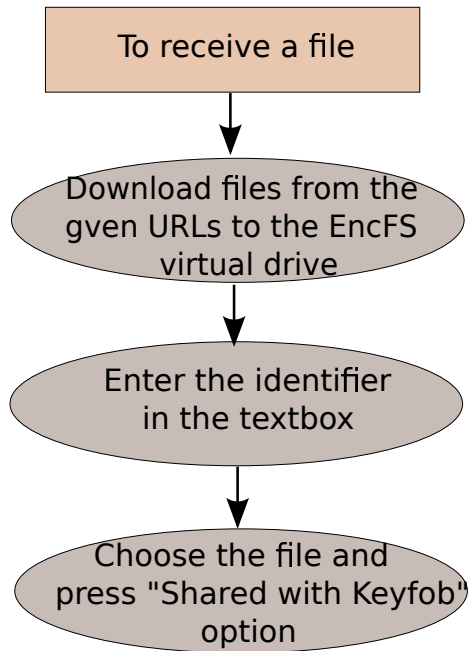 To receive a file
Download files from the
gven URLs to the EncFS
virtual drive
Enter the identifier
in the textbox
Choose the file and
press "Shared with Keyfob"
option